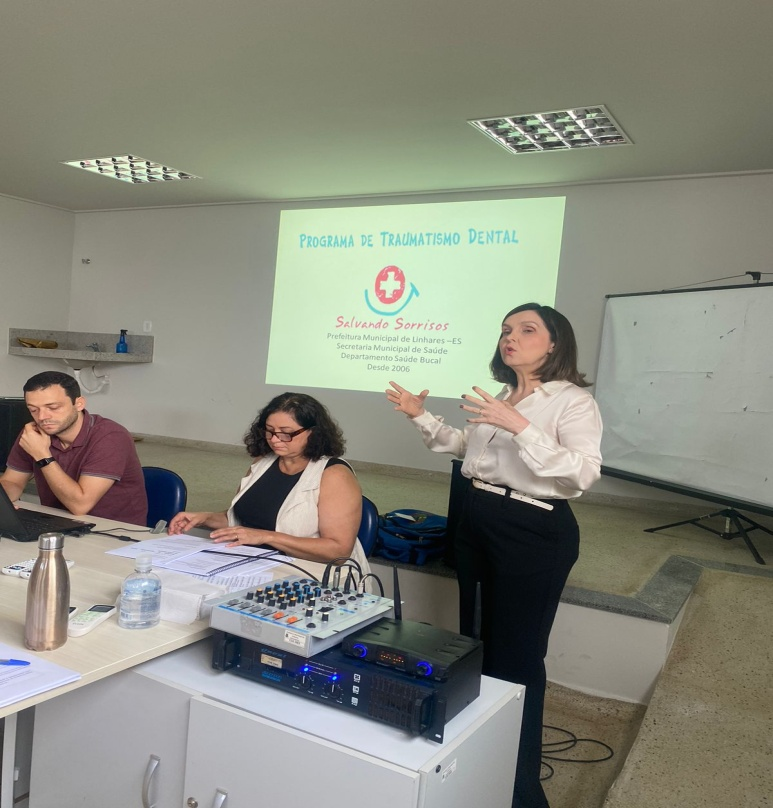 PROGRAMA DE TRAUMATISMO DENTAL
Salvando Sorrisos
Prefeitura Municipal de Linhares –ES
Secretaria Municipal de Saúde
Departamento Saúde Bucal
Desde 2006